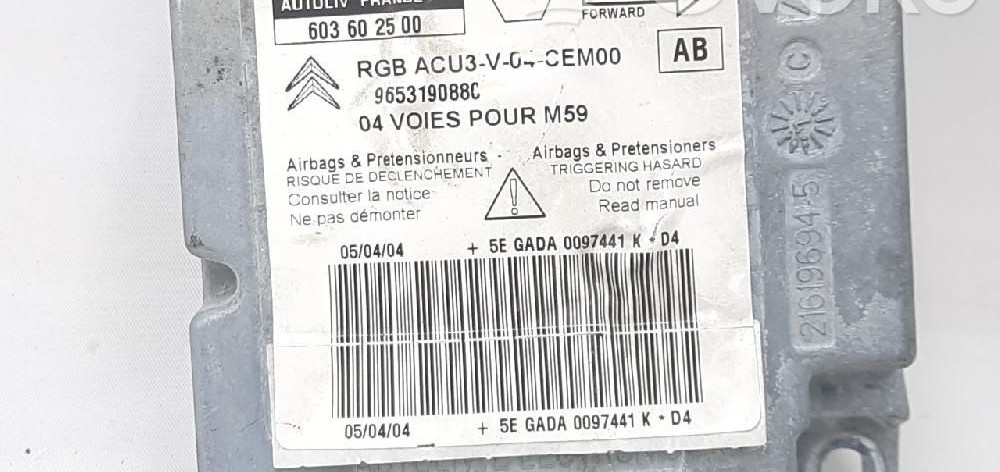 AUTOLIV FRANCE
603 60 25 00
FORWARD
AB
RGB ACU3-V-04-CEM00
965319088C
04 VOIES POUR M59
Airbags & Pretensionneurs
RISQUE DE DECLENCHEMENT
Consulter la notice
Ne pas démonter
Airbags & Pretensioners
TRIGGERING HASARD
Do not remove
Read manual
05/04/04 + 5E GADA 0097441 K * D4
05/04/04 + 5E GADA 0097441 K * D4
21619694-5